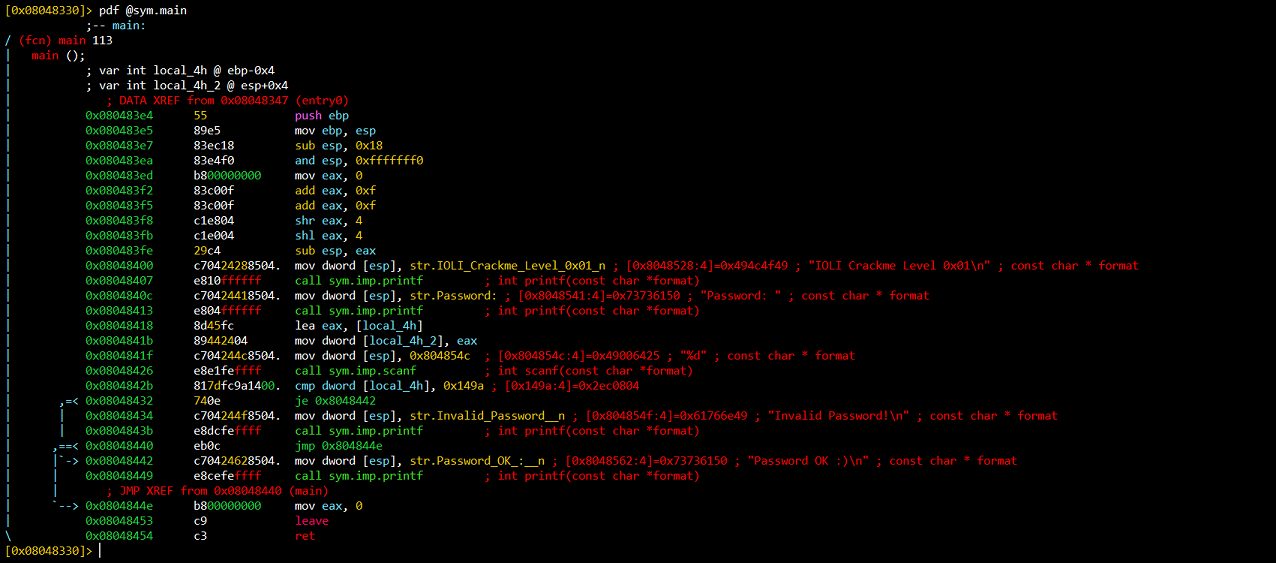 [0x08048330]> pdf @sym.main
;-- main:
/ (fcn) main 113
|   main ();
|           ; var int local_4h @ ebp-0x4
|           ; var int local_4h_2 @ esp+0x4
|              ; DATA XREF from 0x08048347 (entry0)
|           0x080483e4      55             push ebp
|           0x080483e5      89e5           mov ebp, esp
|           0x080483e7      83ec18         sub esp, 0x18
|           0x080483ea      83e4f0         and esp, 0xfffffff0
|           0x080483ed      b800000000     mov eax, 0
|           0x080483f2      83c00f         add eax, 0xf
|           0x080483f5      83c00f         add eax, 0xf
|           0x080483f8      c1e804         shr eax, 4
|           0x080483fb      c1e004         shl eax, 4
|           0x080483fe      29c4           sub esp, eax
|           0x08048400      c70424288504.  mov dword [esp], str.IOLI_Crackme_Level_0x01_n ; [0x8048528:4]=0x494c4f49 ; "IOLI Crackme Level 0x01\n" ; const char * format
|           0x08048407      e810ffffff     call sym.imp.printf         ; int printf(const char *format)
|           0x0804840c      c70424418504.  mov dword [esp], str.Password: ; [0x8048541:4]=0x73736150 ; "Password: " ; const char * format
|           0x08048413      e804ffffff     call sym.imp.printf         ; int printf(const char *format)
|           0x08048418      8d45fc         lea eax, [local_4h]
|           0x0804841b      89442404       mov dword [local_4h_2], eax
|           0x0804841f      c704244c8504.  mov dword [esp], 0x804854c  ; [0x804854c:4]=0x49006425 ; "%d" ; const char * format
|           0x08048426      e8e1feffff     call sym.imp.scanf          ; int scanf(const char *format)
|           0x0804842b      817dfc9a1400.  cmp dword [local_4h], 0x149a ; [0x149a:4]=0x2ec0804
|       ,=< 0x08048432      740e           je 0x8048442
|       |   0x08048434      c704244f8504.  mov dword [esp], str.Invalid_Password__n ; [0x804854f:4]=0x61766e49 ; "Invalid Password!\n" ; const char * format
|       |   0x0804843b      e8dcfeffff     call sym.imp.printf         ; int printf(const char *format)
|      ,==< 0x08048440      eb0c           jmp 0x804844e
|      |`-> 0x08048442      c70424628504.  mov dword [esp], str.Password_OK_:__n ; [0x8048562:4]=0x73736150 ; "Password OK :)\n" ; const char * format
|      |    0x08048449      e8cefeffff     call sym.imp.printf         ; int printf(const char *format)
|      |       ; JMP XREF from 0x08048440 (main)
|      `--> 0x0804844e      b800000000     mov eax, 0
|           0x08048453      c9             leave
\           0x08048454      c3             ret
[0x08048330]>